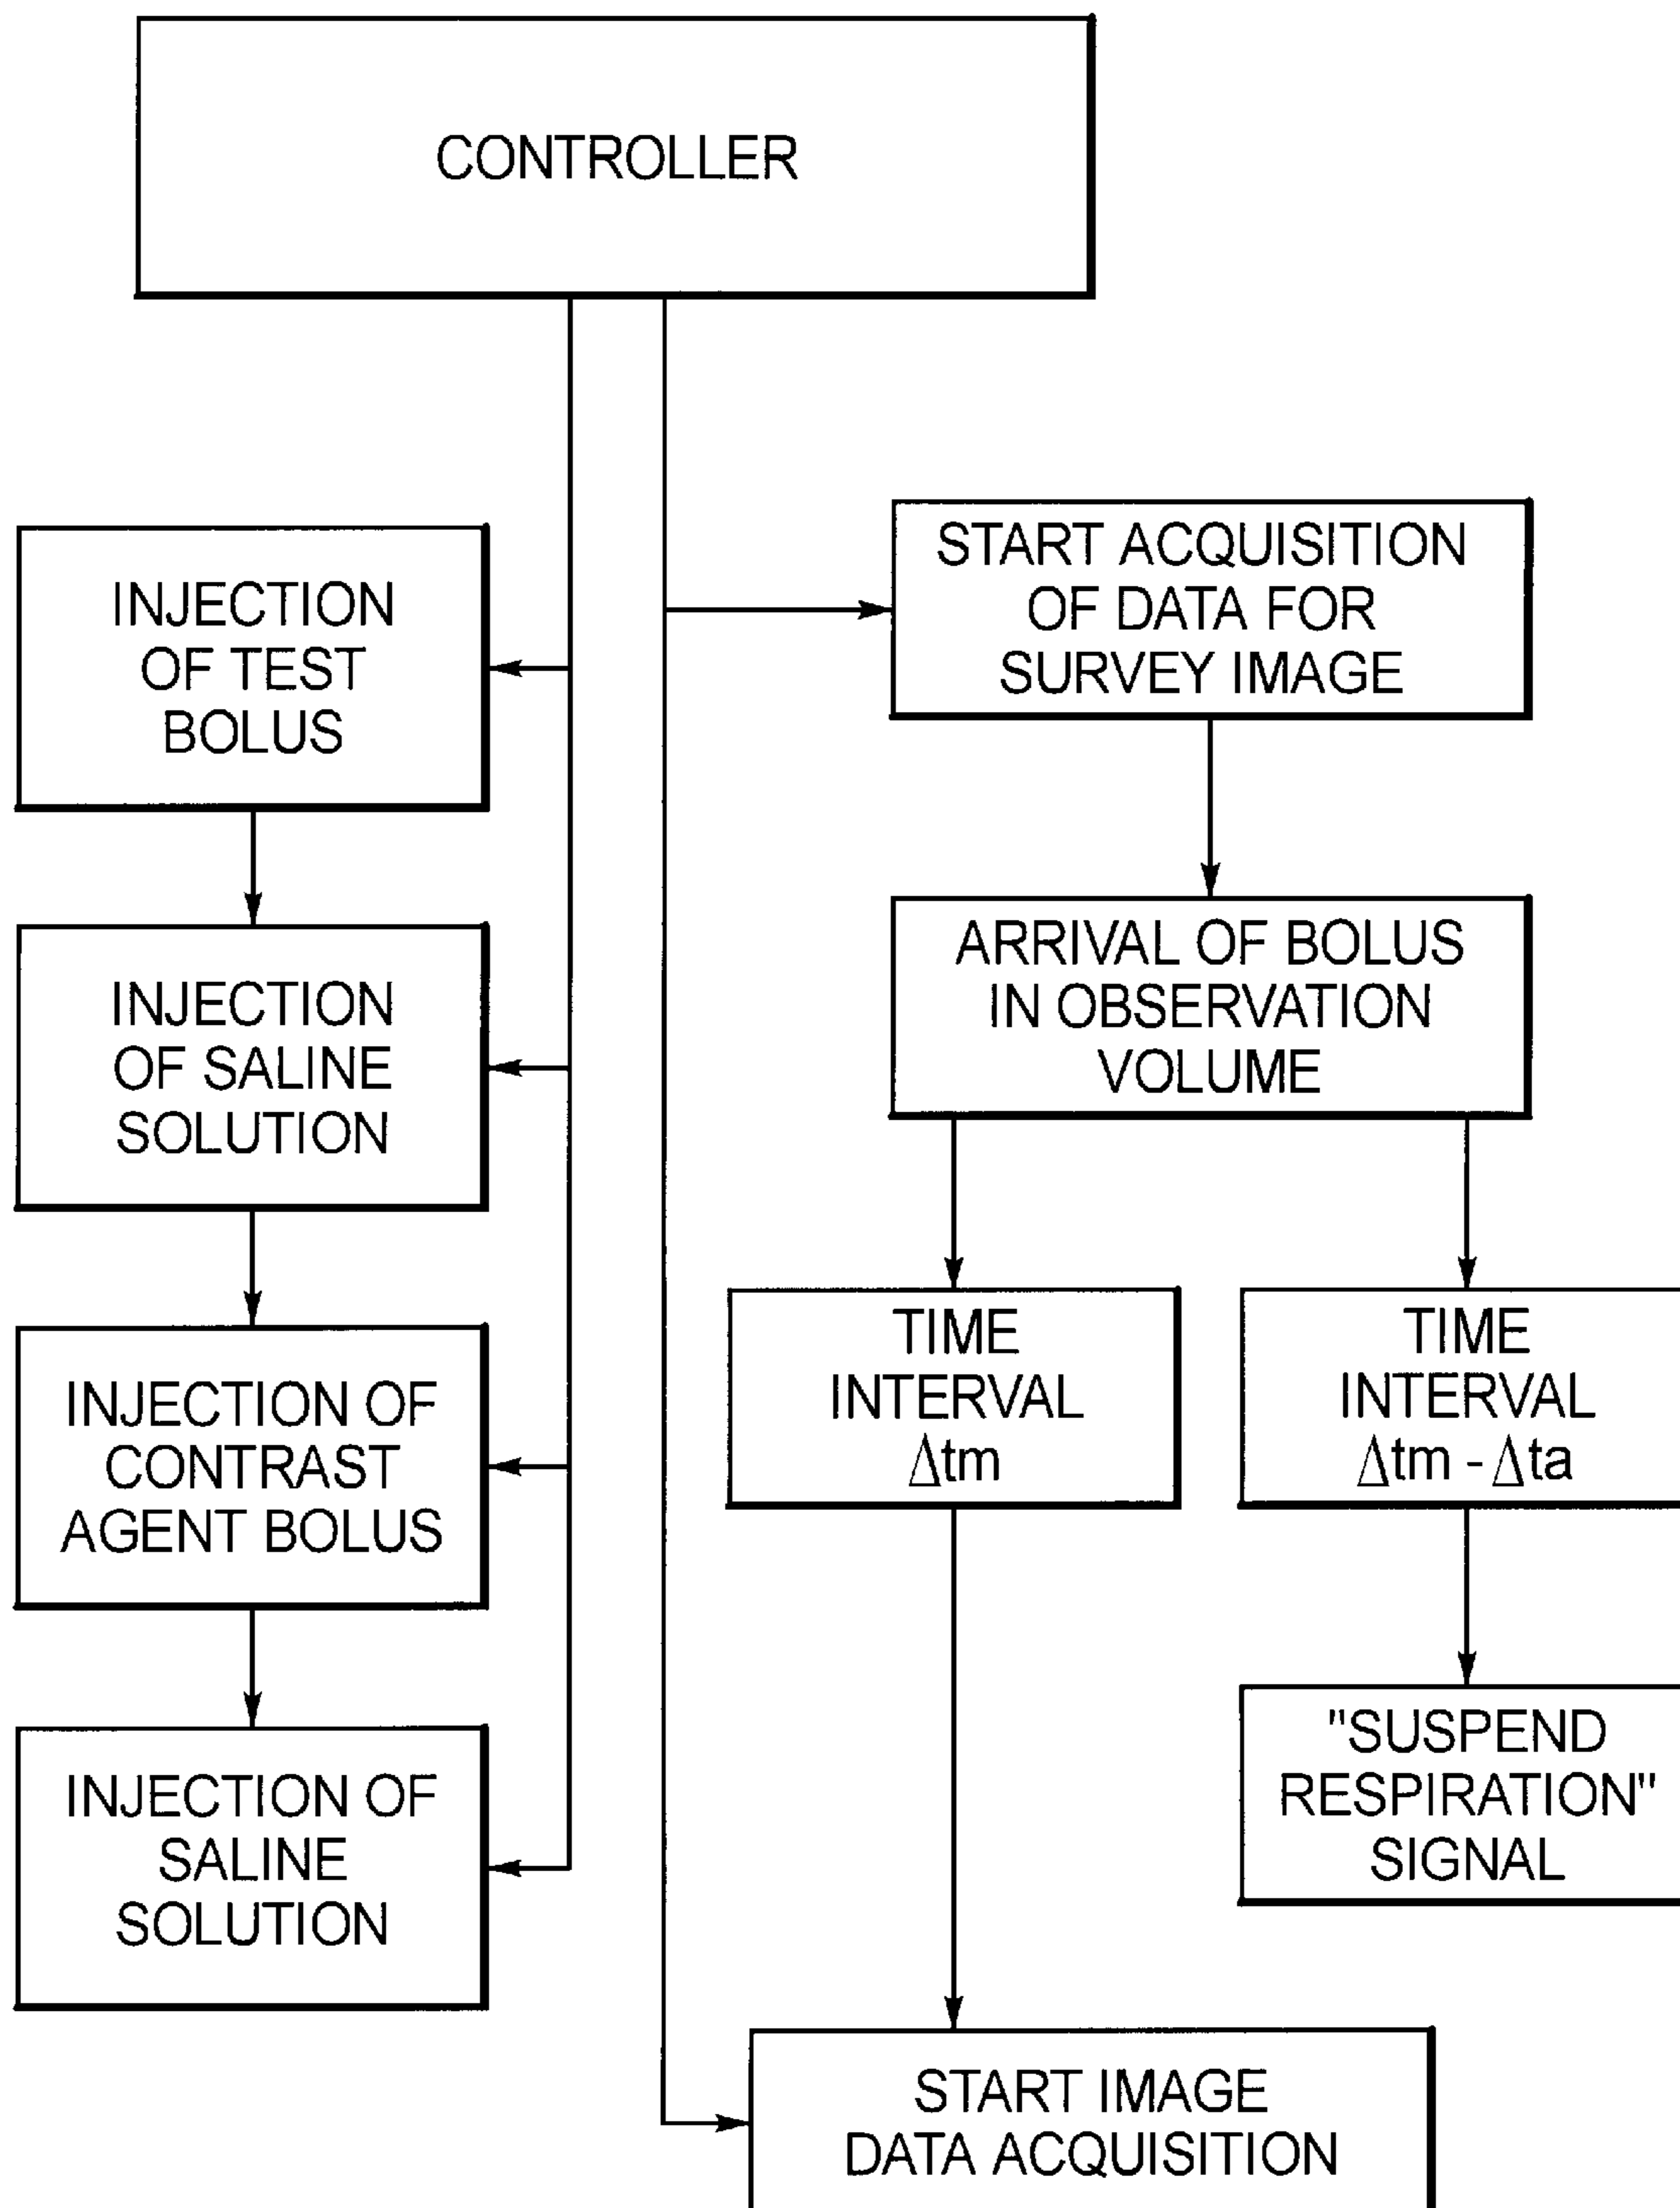 CONTROLLER
INJECTION
OF TEST
BOLUS
INJECTION
OF SALINE
SOLUTION
INJECTION OF
CONTRAST
AGENT BOLUS
INJECTION OF
SALINE
SOLUTION
START ACQUISITION
OF DATA FOR
SURVEY IMAGE
ARRIVAL OF BOLUS
IN OBSERVATION
VOLUME
TIME
INTERVAL
Δtm
TIME
INTERVAL
Δtm - Δta
"SUSPEND
RESPIRATION"
SIGNAL
START IMAGE
DATA ACQUISITION